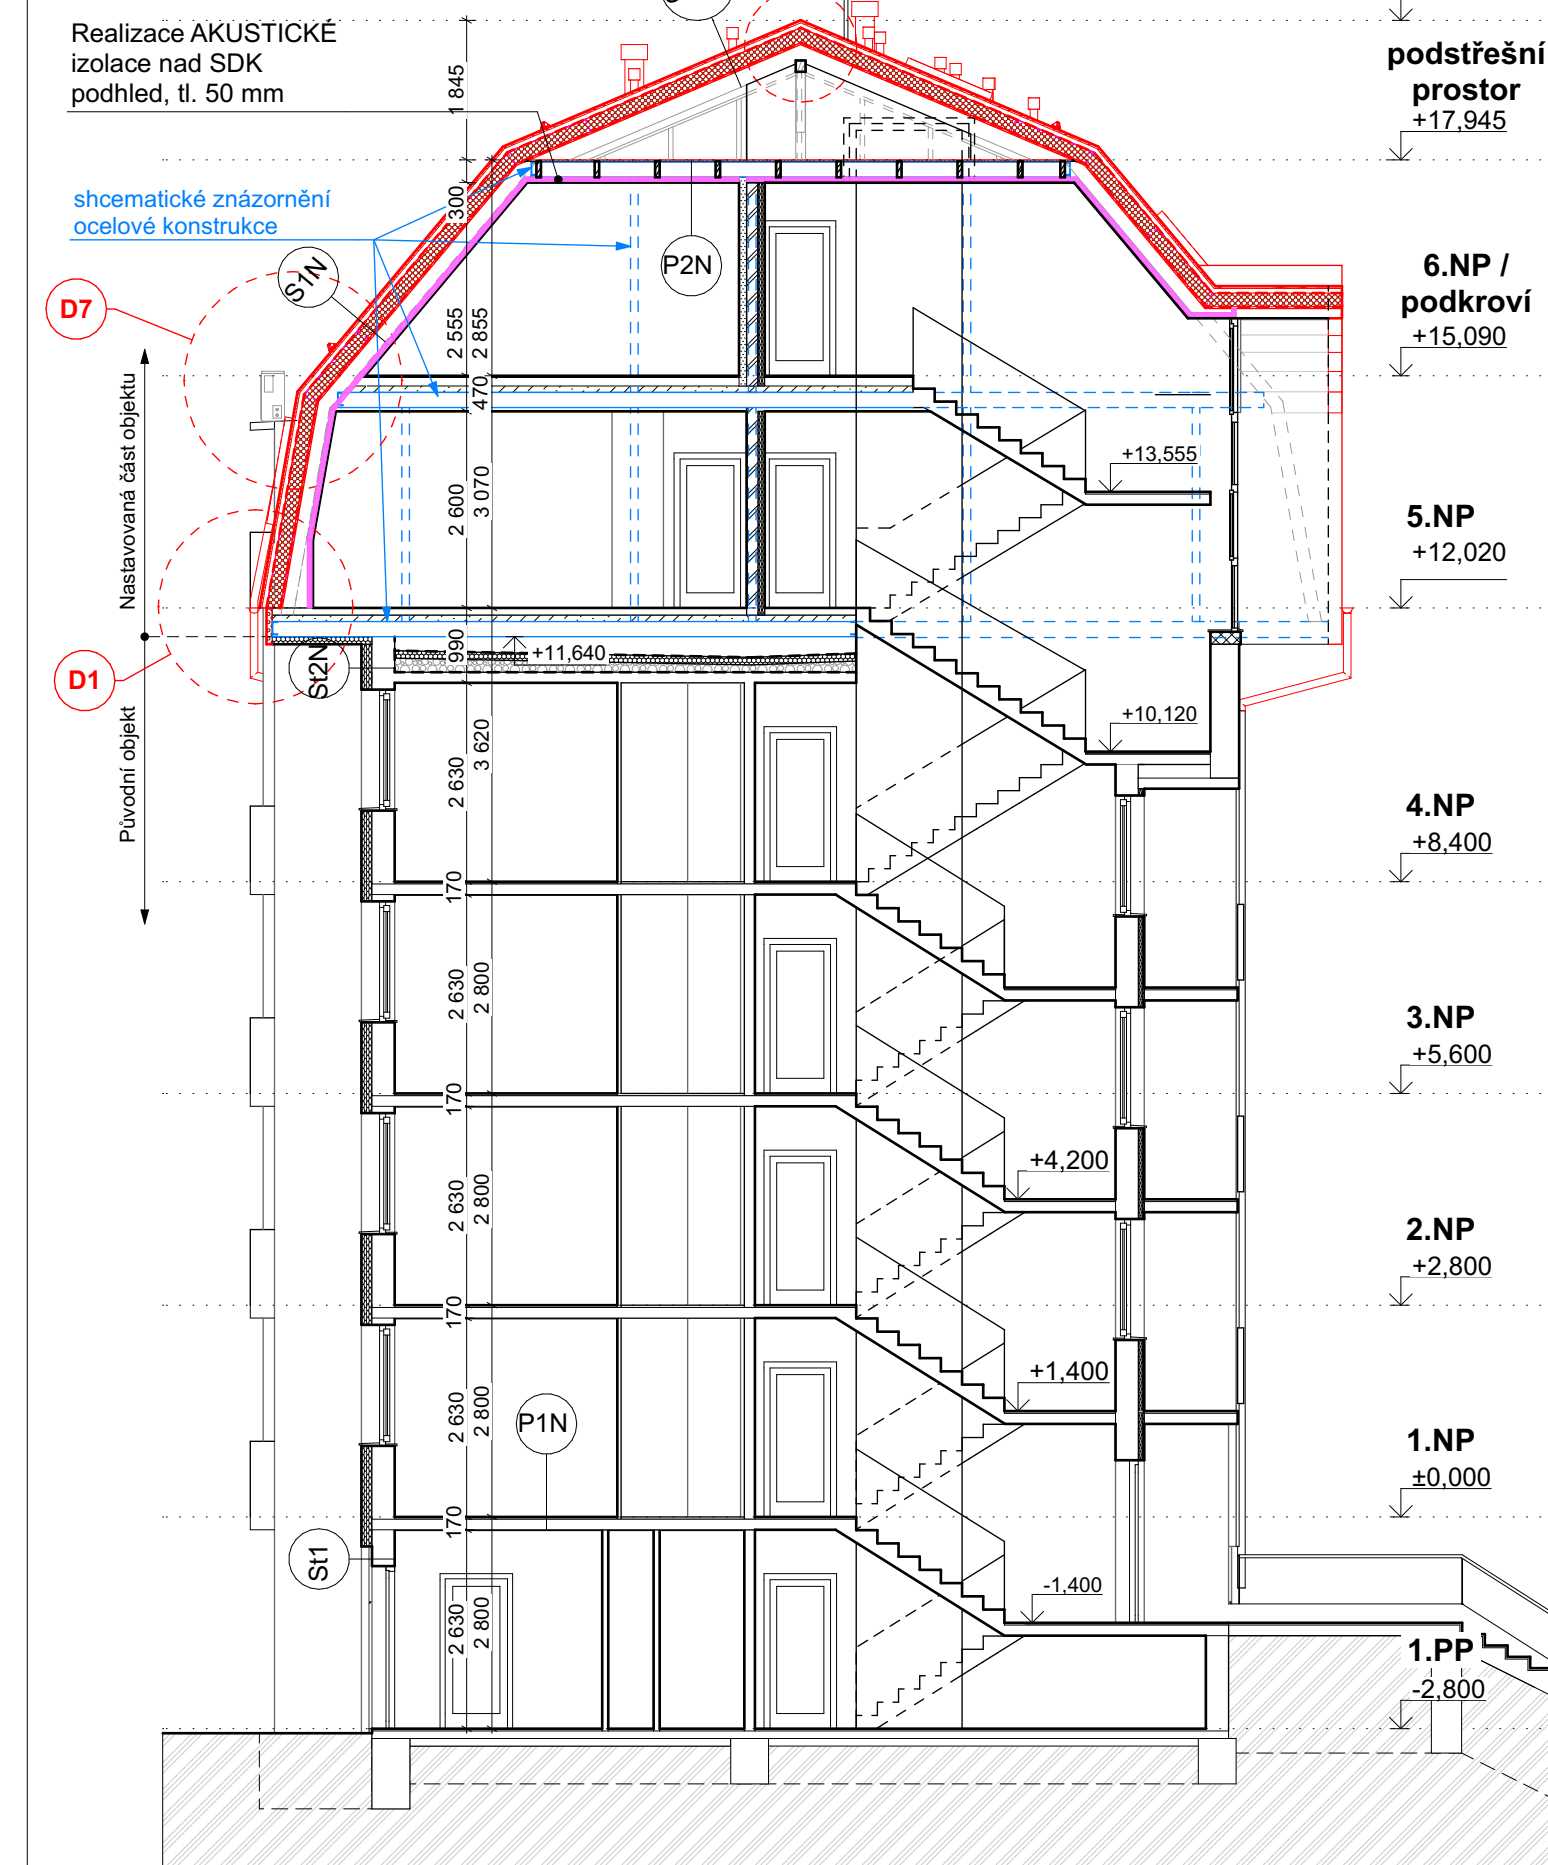 Realizace AKUSTICKÉ
izolace nad SDK
podhled, tl. 50 mm
shcematické znázornění
ocelové konstrukce
D7
S1N
P2N
Nastavovaná část objektu
D1
St2N
Původní objekt
P1N
St1
1 845
300
2 555
2 855
470
2 600
3 070
990
3 620
2 630
170
2 630
2 800
170
2 630
2 800
170
2 630
2 800
170
2 630
2 800
+13,555
+11,640
+10,120
+4,200
+1,400
-1,400
podstřešní
prostor
+17,945
6.NP /
podkroví
+15,090
5.NP
+12,020
4.NP
+8,400
3.NP
+5,600
2.NP
+2,800
1.NP
±0,000
1.PP
-2,800